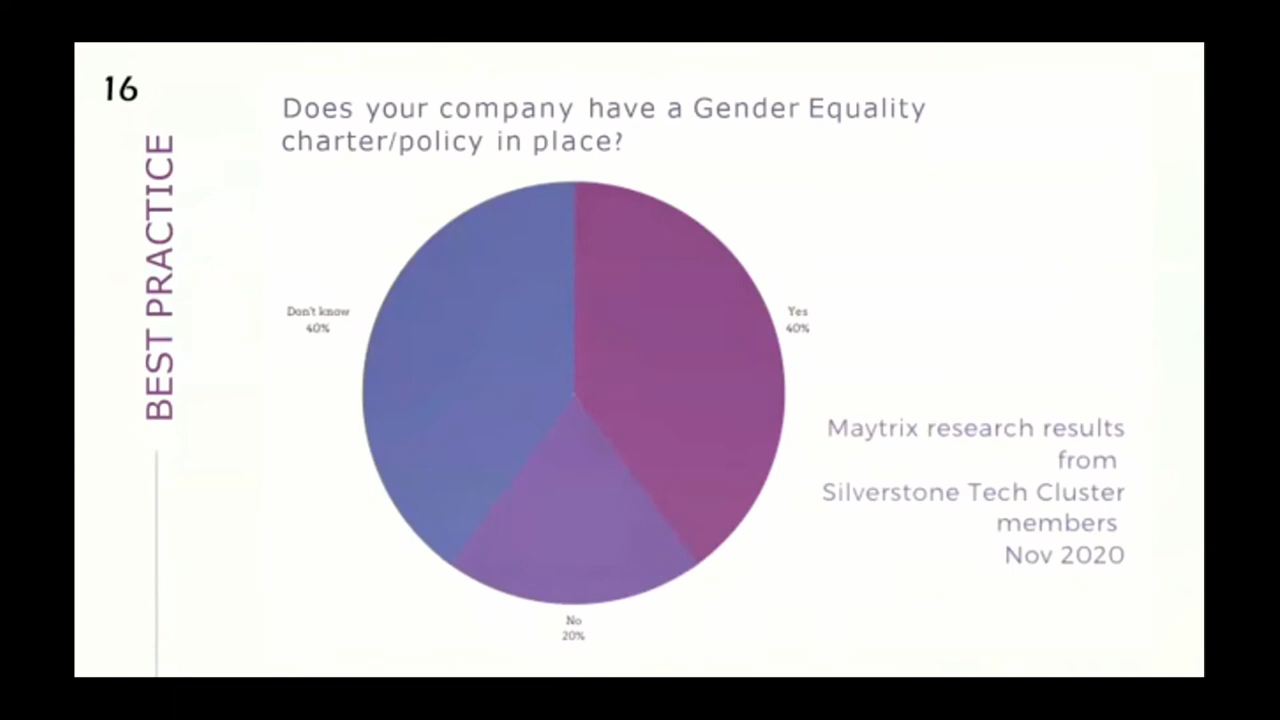 16
BEST PRACTICE
Does your company have a Gender Equality
charter/policy in place?
Don't know
40%
Yes
40%
No
20%
Maytrix research results
from
Silverstone Tech Cluster
members
Nov 2020